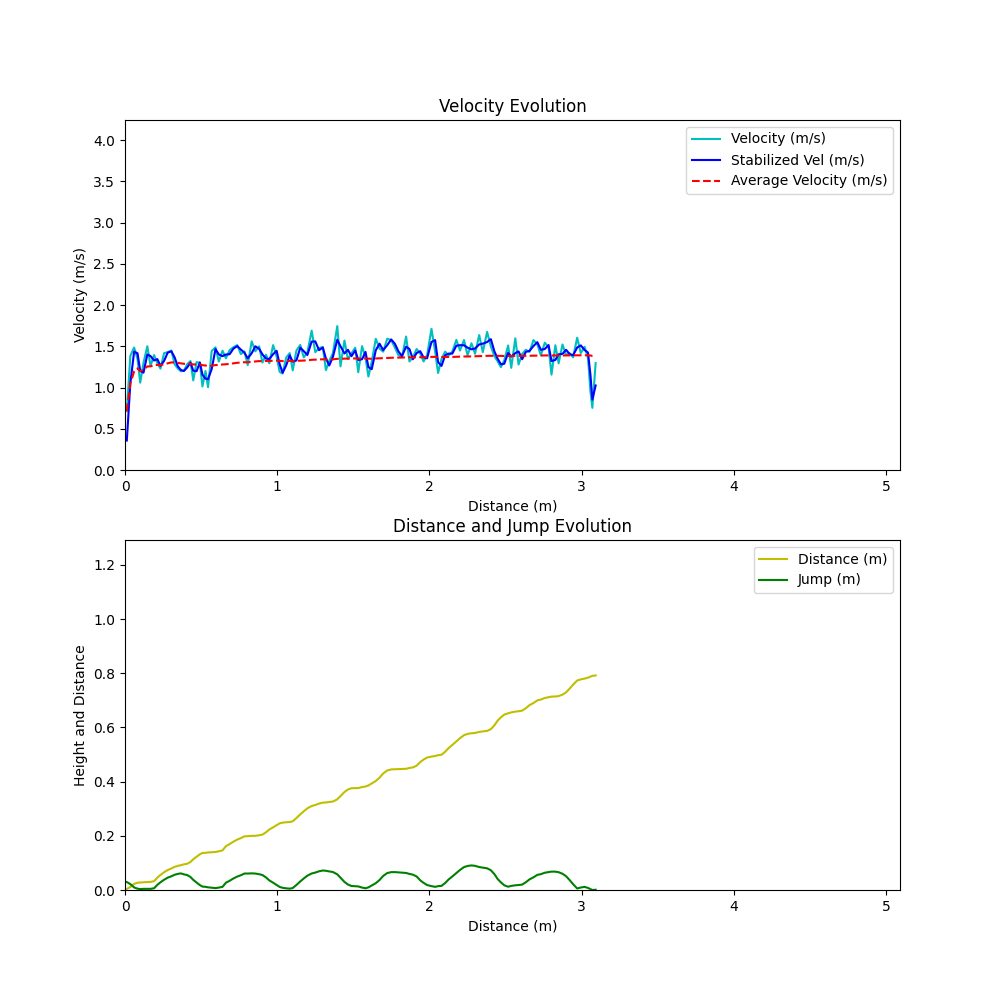 Velocity Evolution
Velocity (m/s)
4.0
3.5
3.0
2.5
2.0
1.5
1.0
0.5
0.0
Velocity (m/s)
Stabilized Vel (m/s)
Average Velocity (m/s)
0 1 2 3 4 5
Distance (m)
Distance and Jump Evolution
Height and Distance
1.2
1.0
0.8
0.6
0.4
0.2
0.0
Distance (m)
Jump (m)
0 1 2 3 4 5
Distance (m)